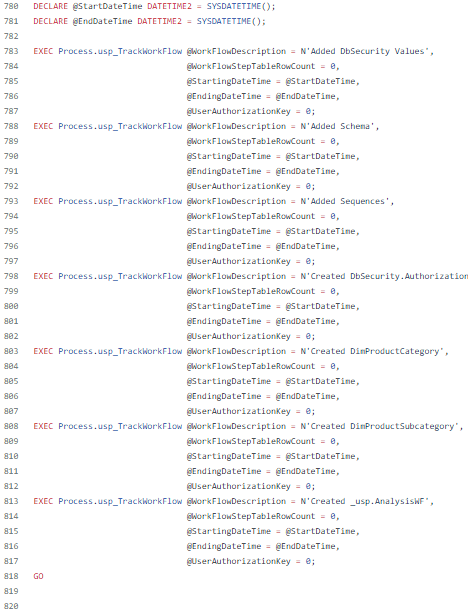 780 DECLARE @StartDateTime DATETIME2 = SYSDATETIME();
781 DECLARE @EndDateTime DATETIME2 = SYSDATETIME();
782
783 EXEC Process.usp_TrackWorkFlow @WorkFlowDescription = N'Added DbSecurity Values',
784 @WorkFlowStepTableRowCount = 0,
785 @StartingDateTime = @StartDateTime,
786 @EndingDateTime = @EndDateTime,
787 @UserAuthorizationKey = 0;
788 EXEC Process.usp_TrackWorkFlow @WorkFlowDescription = N'Added Schema',
789 @WorkFlowStepTableRowCount = 0,
790 @StartingDateTime = @StartDateTime,
791 @EndingDateTime = @EndDateTime,
792 @UserAuthorizationKey = 0;
793 EXEC Process.usp_TrackWorkFlow @WorkFlowDescription = N'Added Sequences',
794 @WorkFlowStepTableRowCount = 0,
795 @StartingDateTime = @StartDateTime,
796 @EndingDateTime = @EndDateTime,
797 @UserAuthorizationKey = 0;
798 EXEC Process.usp_TrackWorkFlow @WorkFlowDescription = N'Created DbSecurity.Authorization
799 @WorkFlowStepTableRowCount = 0,
800 @StartingDateTime = @StartDateTime,
801 @EndingDateTime = @EndDateTime,
802 @UserAuthorizationKey = 0;
803 EXEC Process.usp_TrackWorkFlow @WorkFlowDescription = N'Created DimProductCategory',
804 @WorkFlowStepTableRowCount = 0,
805 @StartingDateTime = @StartDateTime,
806 @EndingDateTime = @EndDateTime,
807 @UserAuthorizationKey = 0;
808 EXEC Process.usp_TrackWorkFlow @WorkFlowDescription = N'Created DimProductSubcategory',
809 @WorkFlowStepTableRowCount = 0,
810 @StartingDateTime = @StartDateTime,
811 @EndingDateTime = @EndDateTime,
812 @UserAuthorizationKey = 0;
813 EXEC Process.usp_TrackWorkFlow @WorkFlowDescription = N'Created _usp.AnalysisWF',
814 @WorkFlowStepTableRowCount = 0,
815 @StartingDateTime = @StartDateTime,
816 @EndingDateTime = @EndDateTime,
817 @UserAuthorizationKey = 0;
818 GO
819
820